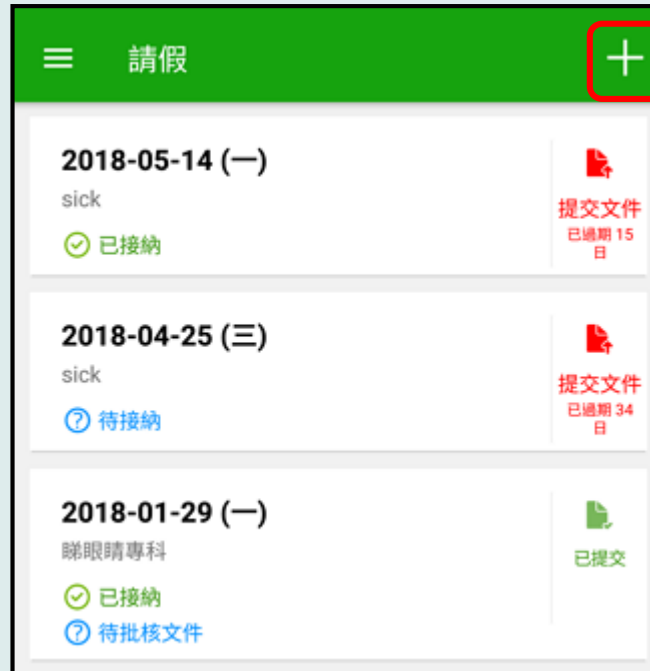 請假
2018-05-14 (一)
sick
已接納
提交文件
已過期 15
日
2018-04-25 (三)
sick
待接納
提交文件
已過期 34
日
2018-01-29 (一)
睇眼睛專科
已接納
待批核文件
已提交